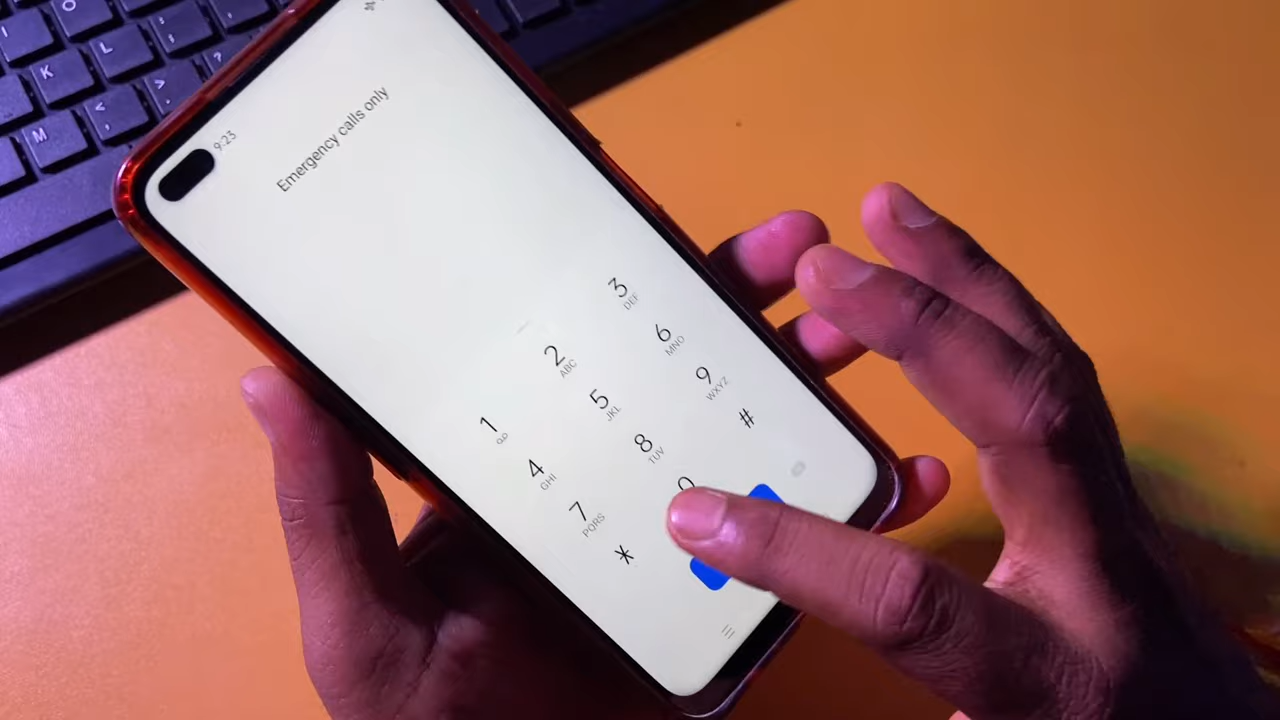 9:23
Emergency calls only
1
2
ABC
3
DEF
4
GHI
5
JKL
6
MNO
7
PQRS
8
TUV
9
WXYZ
*
0
#
O
I
L
K
:
;
?
>
<
,
M